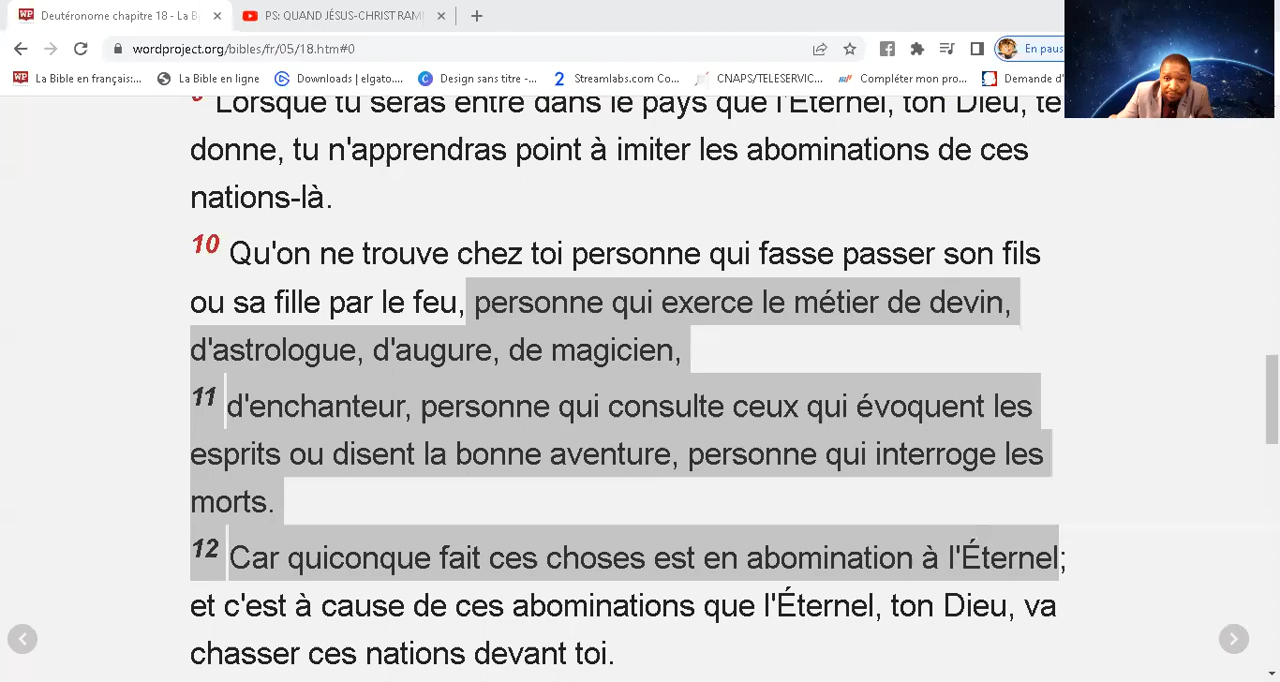 Deutéronome chapitre 18 - La B
PS: QUAND JÉSUS-CHRIST RAM
wordproject.org/bibles/fr/05/18.htm#0
En paus
La Bible en français:...
La Bible en ligne
Downloads | elgato....
Design sans titre -...
Streamlabs.com Co...
CNAPS/TELESERVIC...
Compléter mon pro...
Demande d'
9 Lorsque tu seras entré dans le pays que l'Éternel, ton Dieu, te
donne, tu n'apprendras point à imiter les abominations de ces
nations-là.
10 Qu'on ne trouve chez toi personne qui fasse passer son fils
ou sa fille par le feu, personne qui exerce le métier de devin,
d'astrologue, d'augure, de magicien,
11 d'enchanteur, personne qui consulte ceux qui évoquent les
esprits ou disent la bonne aventure, personne qui interroge les
morts.
12 Car quiconque fait ces choses est en abomination à l'Éternel;
et c'est à cause de ces abominations que l'Éternel, ton Dieu, va
chasser ces nations devant toi.